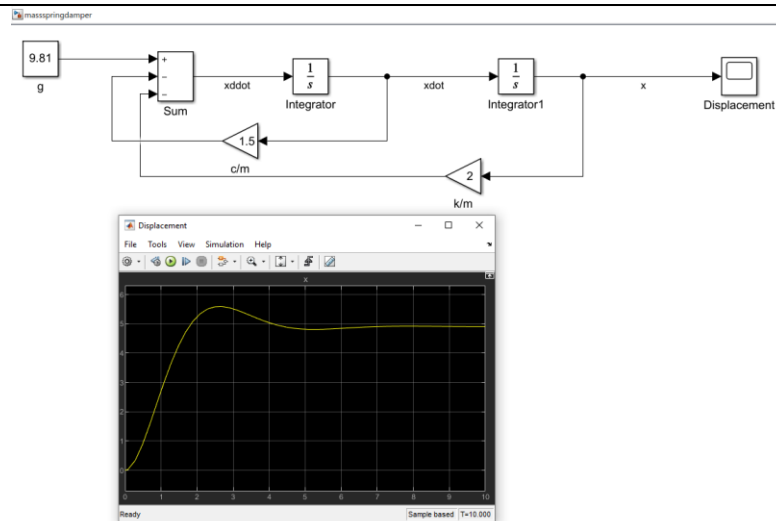 massspringdamper
9.81
g
+
−
−
Sum
xddot
1
s
Integrator
xdot
1
s
Integrator1
x
Displacement
1.5
c/m
2
k/m
Displacement
File Tools View Simulation Help
x
6
5
4
3
2
1
0
0 1 2 3 4 5 6 7 8 9 10
Ready Sample based T=10.000